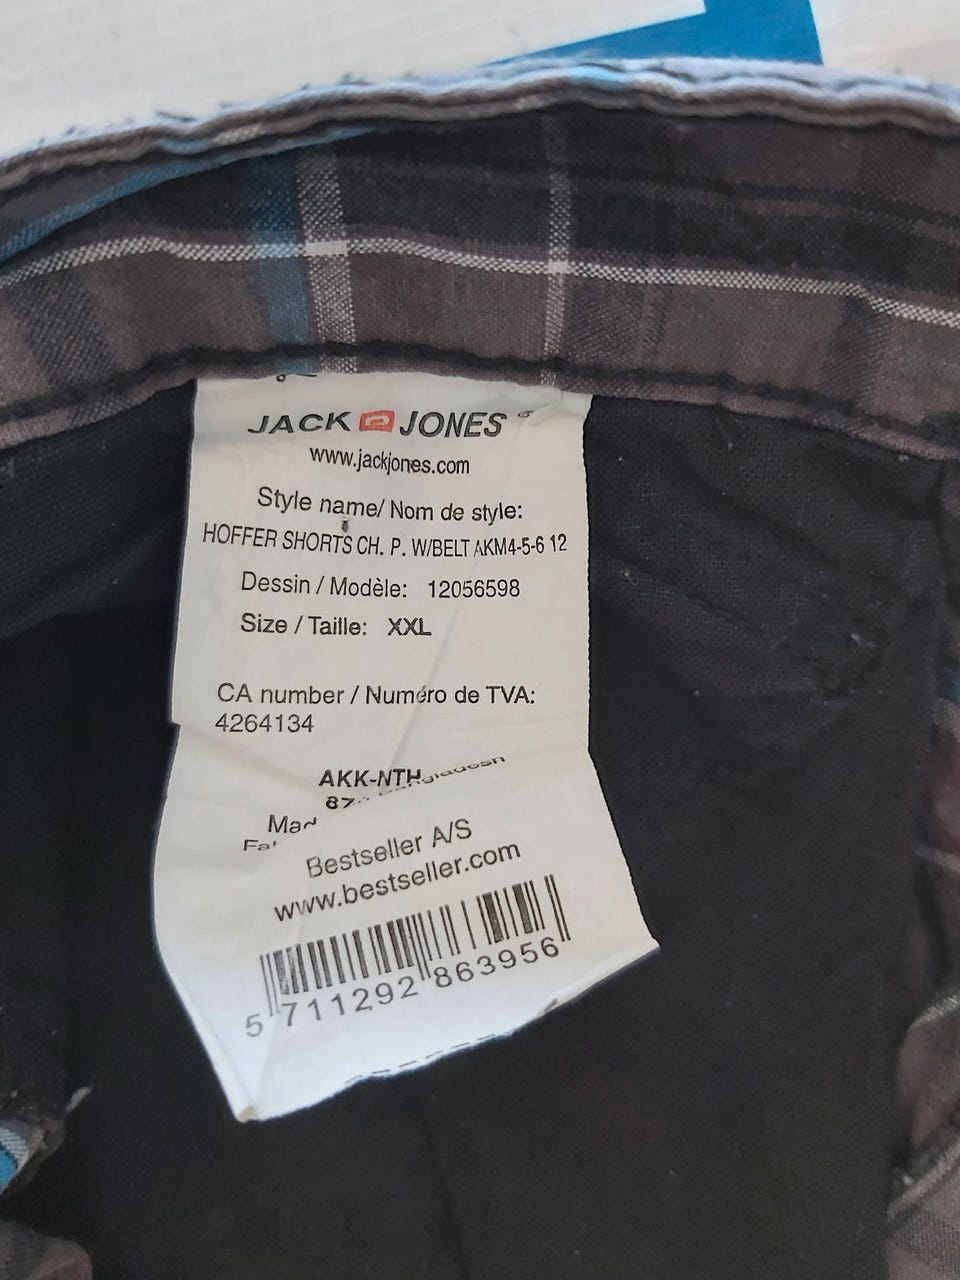 JACK JONES
www.jackjones.com
Style name/ Nom de style:
HOFFER SHORTS CH. P. W/BELT AKM4-5-6 12
Dessin / Modèle: 12056598
Size / Taille: XXL
CA number / Numéro de TVA:
4264134
AKK-NTH
Bestseller A/S
www.bestseller.com
5 711292 863956